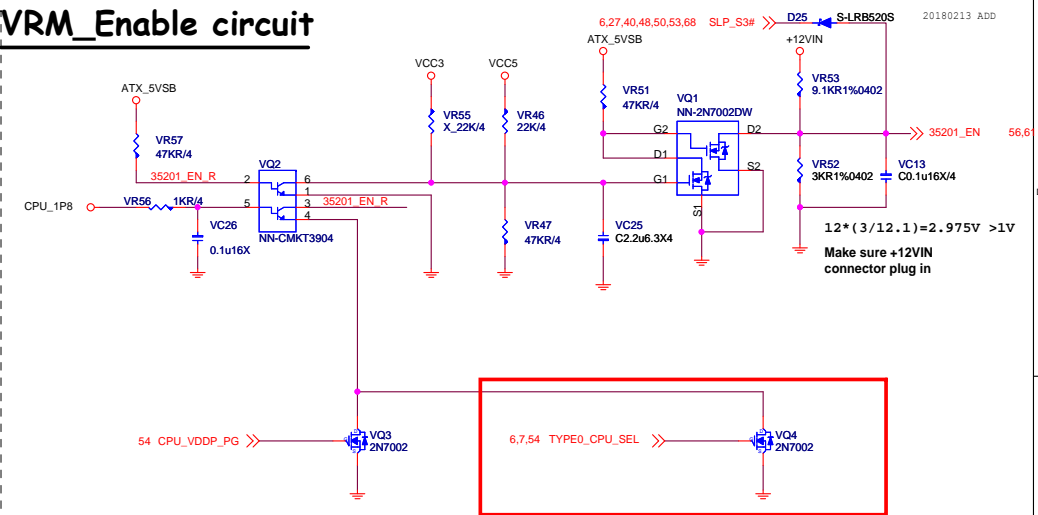 VRM_Enable circuit
6,27,40,48,50,53,68 SLP_S3#
D25
S-LRB520S
20180213 ADD
ATX_5VSB
+12VIN
VCC3
VCC5
ATX_5VSB
VR51
47KR/4
VR53
9.1KR1%0402
VQ1
NN-2N7002DW
VR55
X_22K/4
VR46
22K/4
VR57
47KR/4
G2
D2
35201_EN
D1
VQ2
S2
VR52
3KR1%0402
VC13
C0.1u16X/4
35201_EN_R
2
6
G1
1
CPU_1P8
VR56
1KR/4
5
3
35201_EN_R
4
S1
VC26
0.1u16X
NN-CMKT3904
VR47
47KR/4
VC25
C2.2u6.3X4
12*(3/12.1)=2.975V >1V
Make sure +12VIN
connector plug in
54 CPU_VDDP_PG
VQ3
2N7002
6,7,54 TYPE0_CPU_SEL
VQ4
2N7002